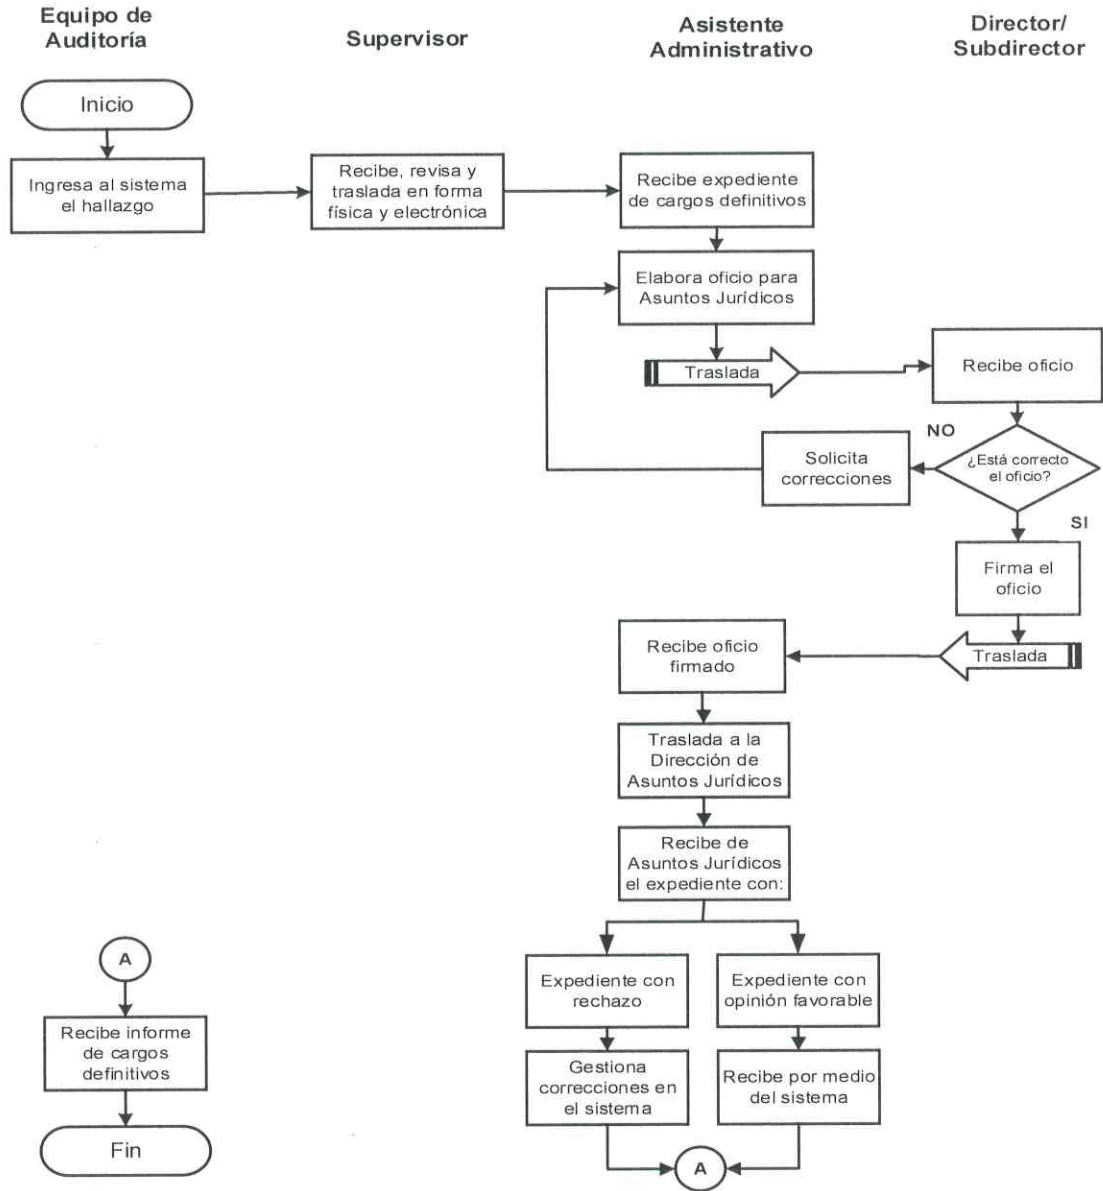 Equipo de
Auditoría
Supervisor
Asistente
Administrativo
Director/
Subdirector
Inicio
Ingresa al sistema
el hallazgo
Recibe, revisa y
traslada en forma
física y electrónica
Recibe expediente
de cargos definitivos
Elabora oficio para
Asuntos Jurídicos
Traslada
Recibe oficio
NO
¿Está correcto
el oficio?
Solicita
correcciones
SI
Firma el
oficio
Traslada
Recibe oficio
firmado
Traslada a la
Dirección de
Asuntos Jurídicos
Recibe de
Asuntos Jurídicos
el expediente con:
Expediente con
rechazo
Expediente con
opinión favorable
Gestiona
correcciones en
el sistema
Recibe por medio
del sistema
A
A
Recibe informe
de cargos
definitivos
Fin